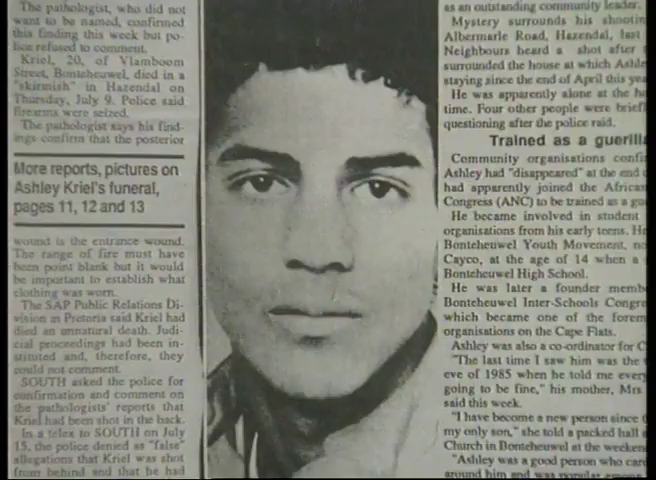 The pathologist, who did not
want to be named, confirmed
this finding this week but po-
lice refused to comment.
Kriel, 20, of Vlamboom
Street, Bonteheuwel, died in a
"skirmish" in Hazendal on
Thursday, July 9. Police said
firearms were seized.
The pathologist says his find-
ings confirm that the posterior
More reports, pictures on
Ashley Kriel's funeral,
pages 11, 12 and 13
wound is the entrance wound.
The range of fire must have
been point blank but it would
be important to establish what
clothing was worn.
The SAP Public Relations Di-
vision in Pretoria said Kriel had
died an unnatural death. Judi-
cial proceedings had been in-
stituted and, therefore, they
could not comment.
SOUTH asked the police for
confirmation and comment on
the pathologists' reports that
Kriel had been shot in the back.
In a telex to SOUTH on July
15, the police denied as "false"
allegations that Kriel was shot
from behind and that he had
as an outstanding community leader.
Mystery surrounds his
Albermarle Road, Hazendal, last
Neighbours heard a shot after
surrounded the house at which
staying since the end of April this
He was apparently alone at the
time. Four other people were
questioning after the police raid.
Trained as a
Community organisations
Ashley had "disappeared" at the end
had apparently joined the
Congress (ANC) to be trained as a
He became involved in student
organisations from his early teens.
Bonteheuwel Youth Movement,
Cayco, at the age of 14 when a
Bonteheuwel High School.
He was later a founder
Bonteheuwel Inter-Schools
which became one of the
organisations on the Cape Flats.
Ashley was also a co-ordinator for
"The last time I saw him was the
eve of 1985 when he told me
going to be fine," his mother, Mrs
said this week.
"I have become a new person since
my only son," she told a packed hall
Church in Bonteheuwel at the
"Ashley was a good person who
around him and was popular among